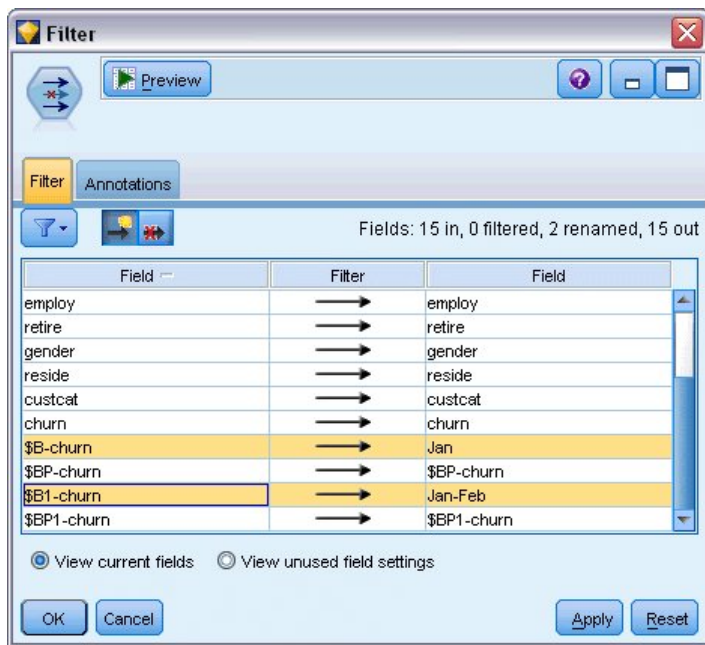 Filter
Preview
Filter Annotations
Fields: 15 in, 0 filtered, 2 renamed, 15 out
Field Filter Field
employ employ
retire retire
gender gender
reside reside
custcat custcat
churn churn
$B-churn Jan
$BP-churn $BP-churn
$B1-churn Jan-Feb
$BP1-churn $BP1-churn
View current fields View unused field settings
OK Cancel Apply Reset